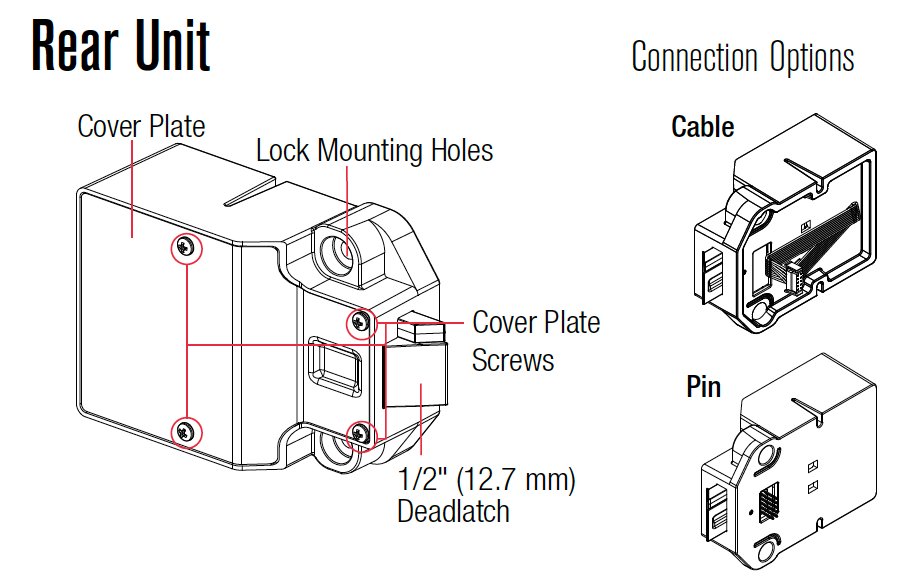 Rear Unit
Connection Options
Cover Plate
Lock Mounting Holes
Cable
Cover Plate
Screws
Pin
1/2" (12.7 mm)
Deadlatch